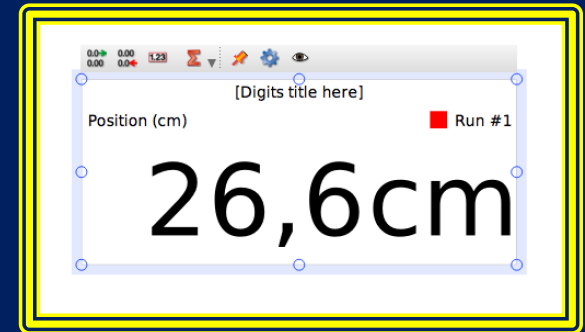 0.0 0.00 1.23 Σ
0.00 0.0
[Digits title here]
Position (cm) Run #1
26,6cm